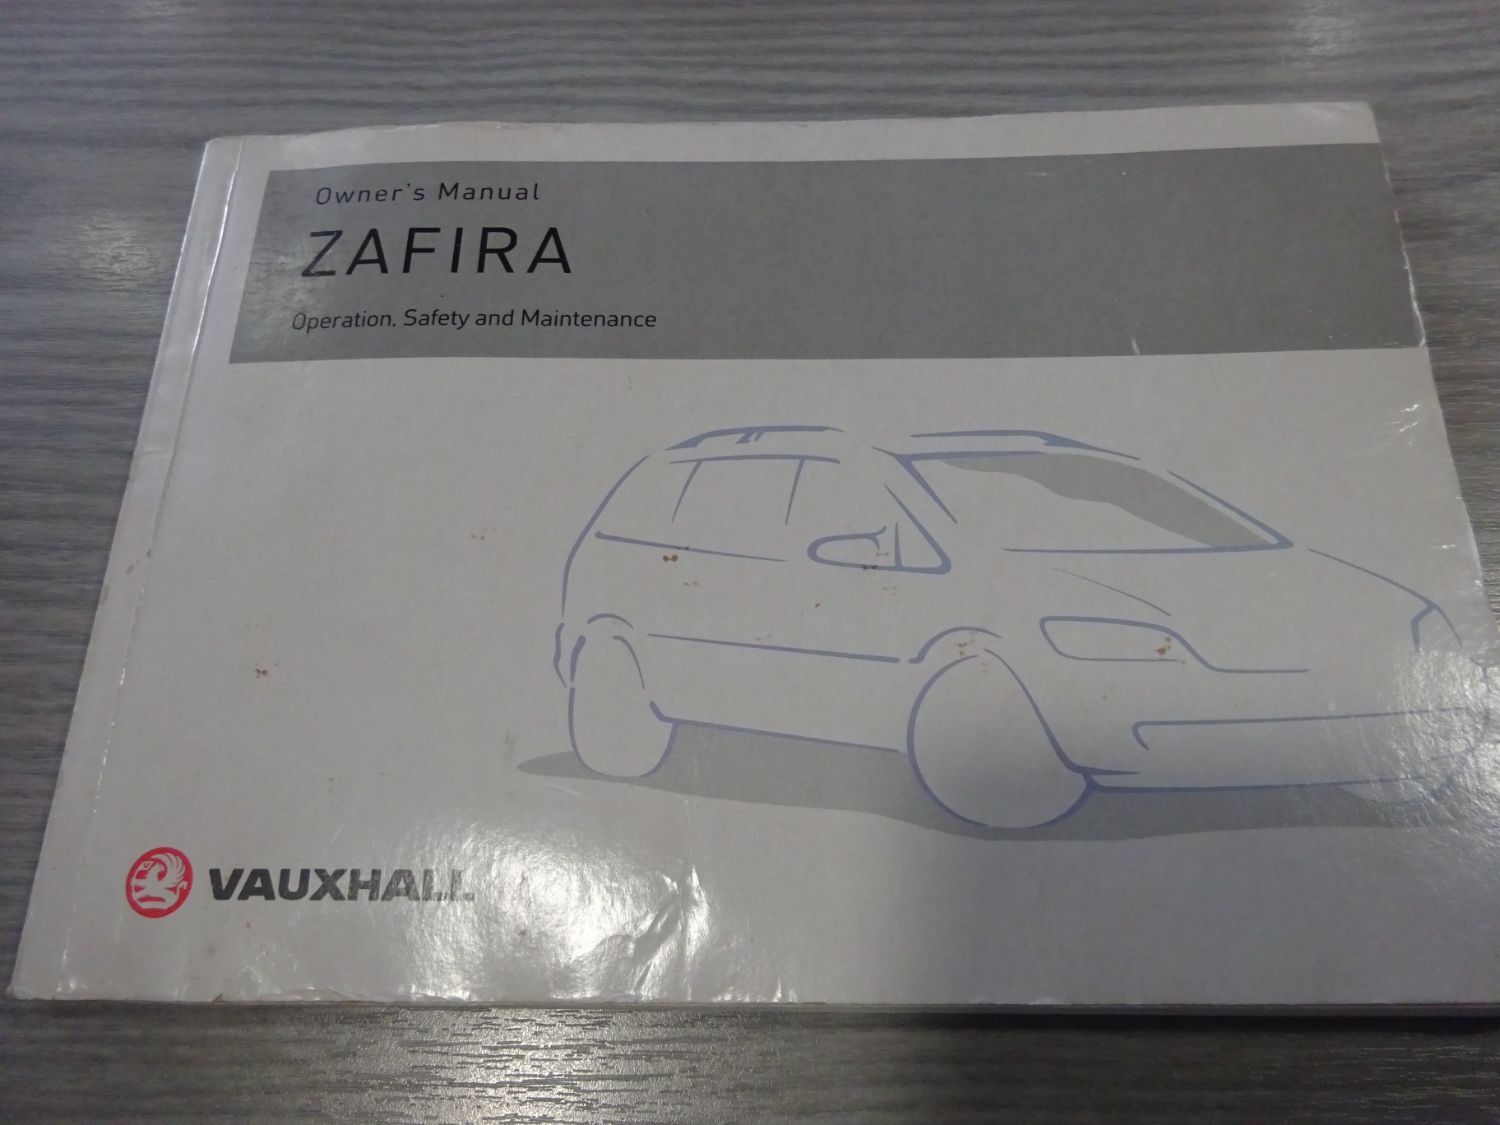 Owner's Manual
ZAFIRA
Operation, Safety and Maintenance
VAUXHALL